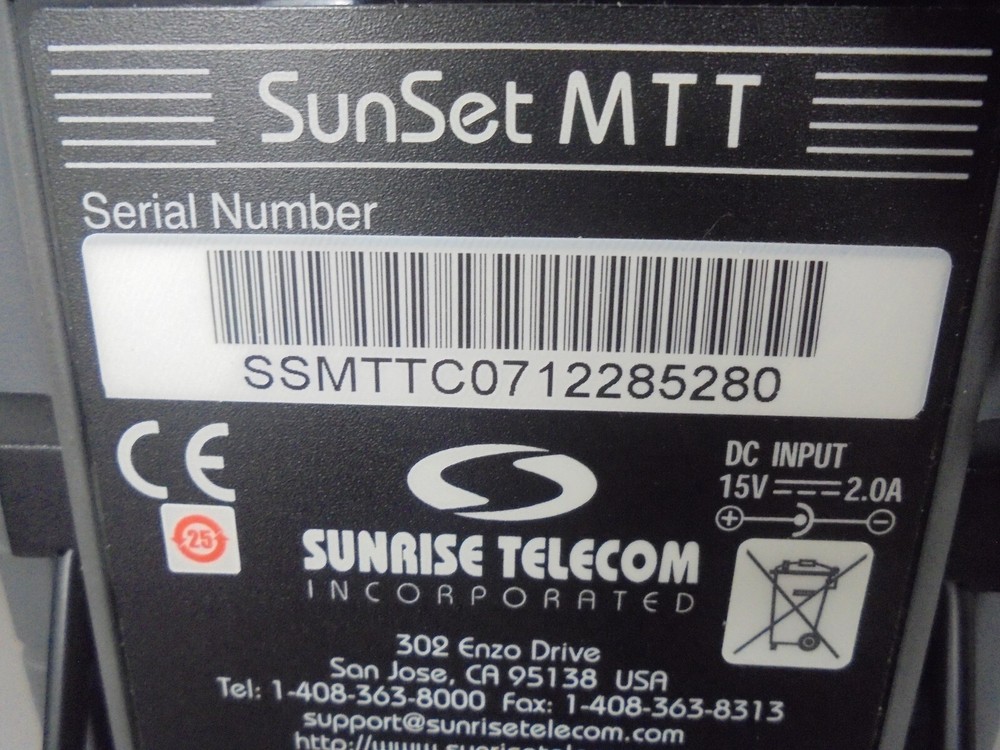 SunSet MTT
Serial Number
SSMTTC0712285280
CE
25
DC INPUT
15V 2.0A
SUNRISE TELECOM
INCORPORATED
302 Enzo Drive
San Jose, CA 95138 USA
Tel: 1-408-363-8000 Fax: 1-408-363-8313
support@sunrisetelecom.com